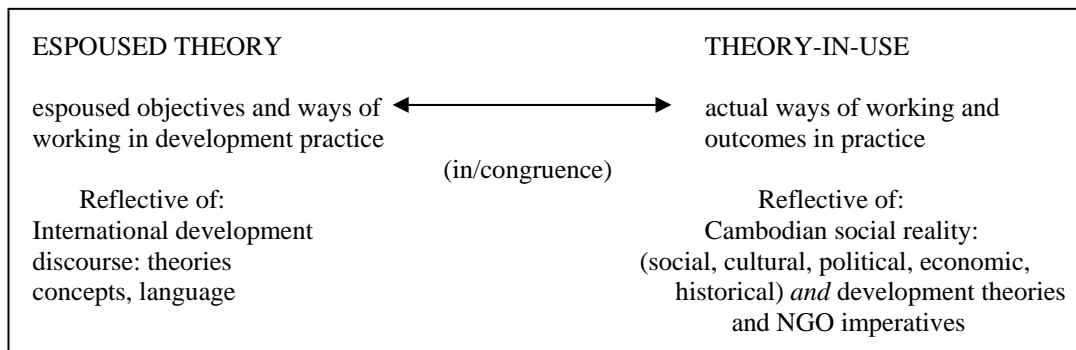 ESPOUSED THEORY
espoused objectives and ways of
working in development practice
Reflective of:
International development
discourse: theories
concepts, language
(in/congruence)
THEORY-IN-USE
actual ways of working and
outcomes in practice
Reflective of:
Cambodian social reality:
(social, cultural, political, economic,
historical) and development theories
and NGO imperatives